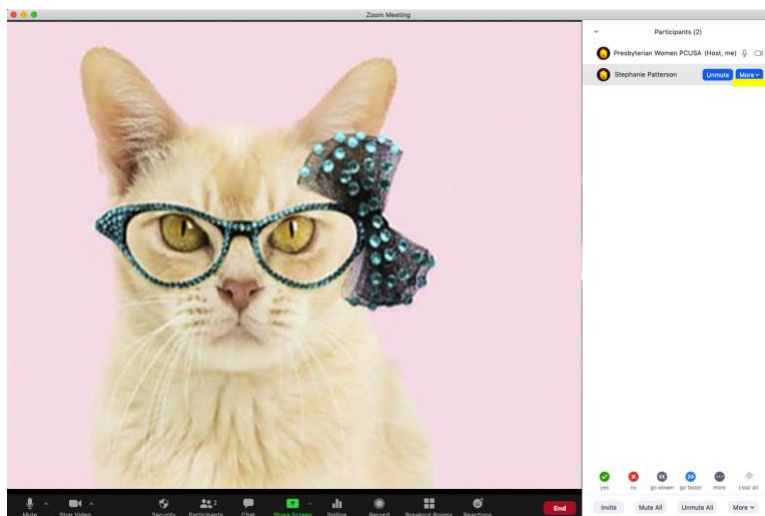 Zoom Meeting
Participants (2)
Presbyterian Women PCUSA (Host, me)
Stephanie Patterson Unmute More
yes no go slower go faster more clear all
Invite Mute All Unmute All More
Mute Stop Video Security Participants 2 Chat Share Screen Polling Record Breakout Rooms Reactions End